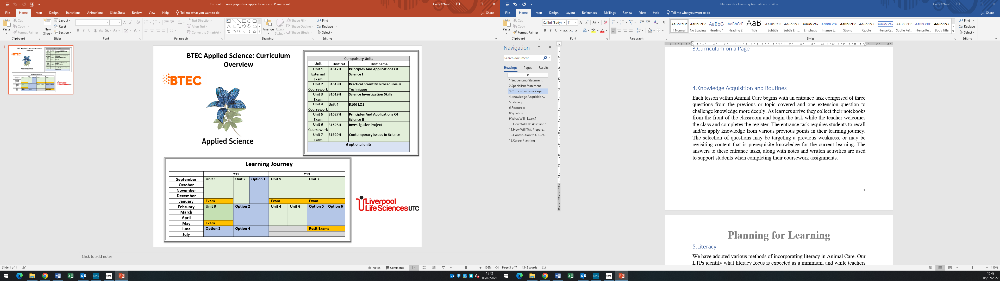 Curriculum on a page -btec applied science - PowerPoint
Carly O'Neil
File Home Insert Design Transitions Animations Slide Show Review View Help Tell me what you want to do
Share
Paste
Cut
Copy
Format Painter
Clipboard
New Slide
Layout
Reset
Section
Slides
Font
Text Direction
Align Text
Convert to SmartArt
Paragraph
Arrange
Quick Styles
Shape Fill
Shape Outline
Shape Effects
Drawing
Find
Replace
Select
Editing
1
BTEC Applied Science: Curriculum
Overview
BTEC
Applied Science
Compulsory Units
Unit Unit ref Unit name
Unit 1 External Exam 31617H Principles And Applications Of Science I
Unit 2 Coursework 31618H Practical Scientific Procedures & Techniques
Unit 3 Exam 31619H Science Investigation Skills
Unit 4 Coursework Unit 4 R106 LO1
Unit 5 Exam 31627H Principles And Applications Of Science II
Unit 6 Coursework 31628H Investigative Project
Unit 7 Exam 31629H Contemporary Issues In Science
6 optional units
Learning Journey
Y12 Y13
September Unit 1 Unit 2 Option 1 Unit 5 Unit 7
October
November
December
January Exam Exam Exam
February Unit 3 Option 2 Unit 4 Unit 6 Option 5 Option 6
March
April
May Exam
June Option 2 Option 4 Resit Exams
July
Liverpool
Life Sciences UTC
Click to add notes
Slide 1 of 1
Notes Comments 108%
15:42
05/07/2022
Planning for Learning Animal care - Word
Carly O'Neil
File Home Insert Design Layout References Mailings Review View Help Tell me what you want to do
Share
Paste
Cut
Copy
Format Painter
Clipboard
Calibri (Body) 11
Font
Paragraph
Normal No Spacing Heading 1 Heading 2 Title Subtitle Subtle Em... Emphasis Intense E... Strong Quote Intense Q... Subtle Ref... Intense Re... Book Title
Styles
Find
Replace
Select
Editing
Navigation
Search document
Headings Pages Results
1.Sequencing Statement
2.Specialism Statement
3.Curriculum on a Page
4.Knowledge Acquisition...
5.Literacy
6.Resources
8.Syllabus
9.What Will I Learn?
10.How Will I Be Assessed?
11.How Will This Prepare...
12.Contribution to UTC &...
13.Career Planning
3.Curriculum on a Page
4.Knowledge Acquisition and Routines
Each lesson within Animal Care begins with an entrance task comprised of three
questions from the previous or topic covered and one extension question to
challenge knowledge more deeply. As learners arrive they collect their notebooks
from the front of the classroom and begin the task while the teacher welcomes
the class and completes the register. The entrance task requires students to recall
and/or apply knowledge from various previous points in their learning journey.
The selection of questions may be targeting a previous weakness, or may be
revisiting content that is prerequisite knowledge for the current learning. The
answers to these entrance tasks, along with notes and written activities are used
to support students when completing their coursework assignments.
1
Planning for Learning
5.Literacy
We have adopted various methods of incorporating literacy in Animal Care. Our
LTPs identify what literacy focus is expected as a minimum, and while teachers
Page 3 of 7 1345 words 110%
15:42
05/07/2022